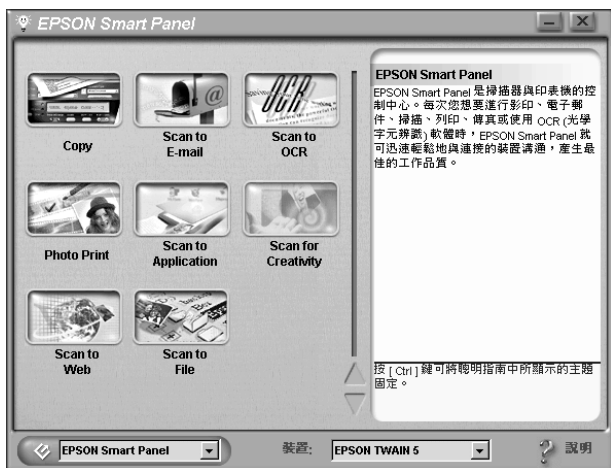 EPSON Smart Panel
Copy
Scan to
E-mail
Scan to
OCR
Photo Print
Scan to
Application
Scan for
Creativity
Scan to
Web
Scan to
File
EPSON Smart Panel
EPSON Smart Panel 是掃描器與印表機的控
制中心。每次您想要進行影印、電子郵
件、掃描、列印、傳真或使用 OCR (光學
字元辨識) 軟體時，EPSON Smart Panel 就
可迅速輕鬆地與連接的裝置溝通，產生最
佳的工作品質。
按 [ Ctrl ] 鍵可將聰明指南中所顯示的主題
固定。
EPSON Smart Panel
裝置:
EPSON TWAIN 5
說明